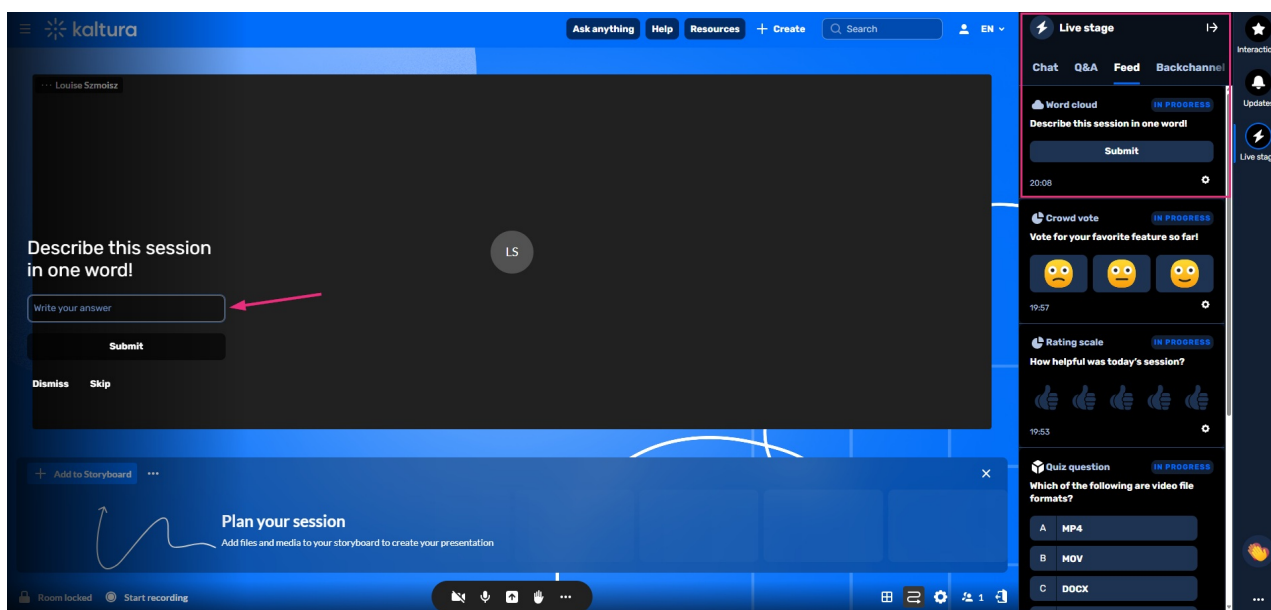 kaltura
Ask anything
Help
Resources
+ Create
Search
EN
Louise Szmoisz
LS
Describe this session
in one word!
Write your answer
Submit
Dismiss
Skip
+ Add to Storyboard
Plan your session
Add files and media to your storyboard to create your presentation
Room locked
Start recording
1
Live stage
Chat
Q&A
Feed
Backchannel
Word cloud
IN PROGRESS
Describe this session in one word!
Submit
20:08
Crowd vote
IN PROGRESS
Vote for your favorite feature so far!
19:57
Rating scale
IN PROGRESS
How helpful was today's session?
19:53
Quiz question
IN PROGRESS
Which of the following are video file
formats?
A MP4
B MOV
C DOCX
Interactio
Updates
Live stag